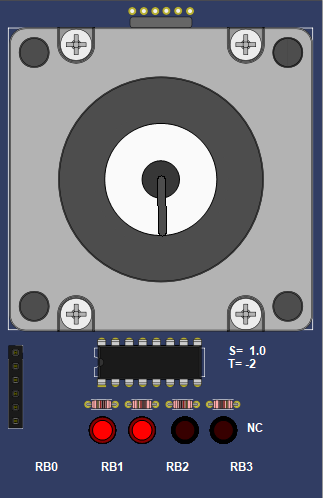 S= 1.0
T= -2
NC
RB0 RB1 RB2 RB3